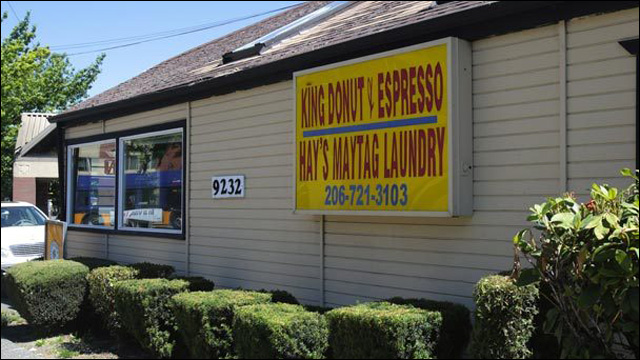 KING DONUT ESPRESSO
HAY'S MAYTAG LAUNDRY
206-721-3103
9232